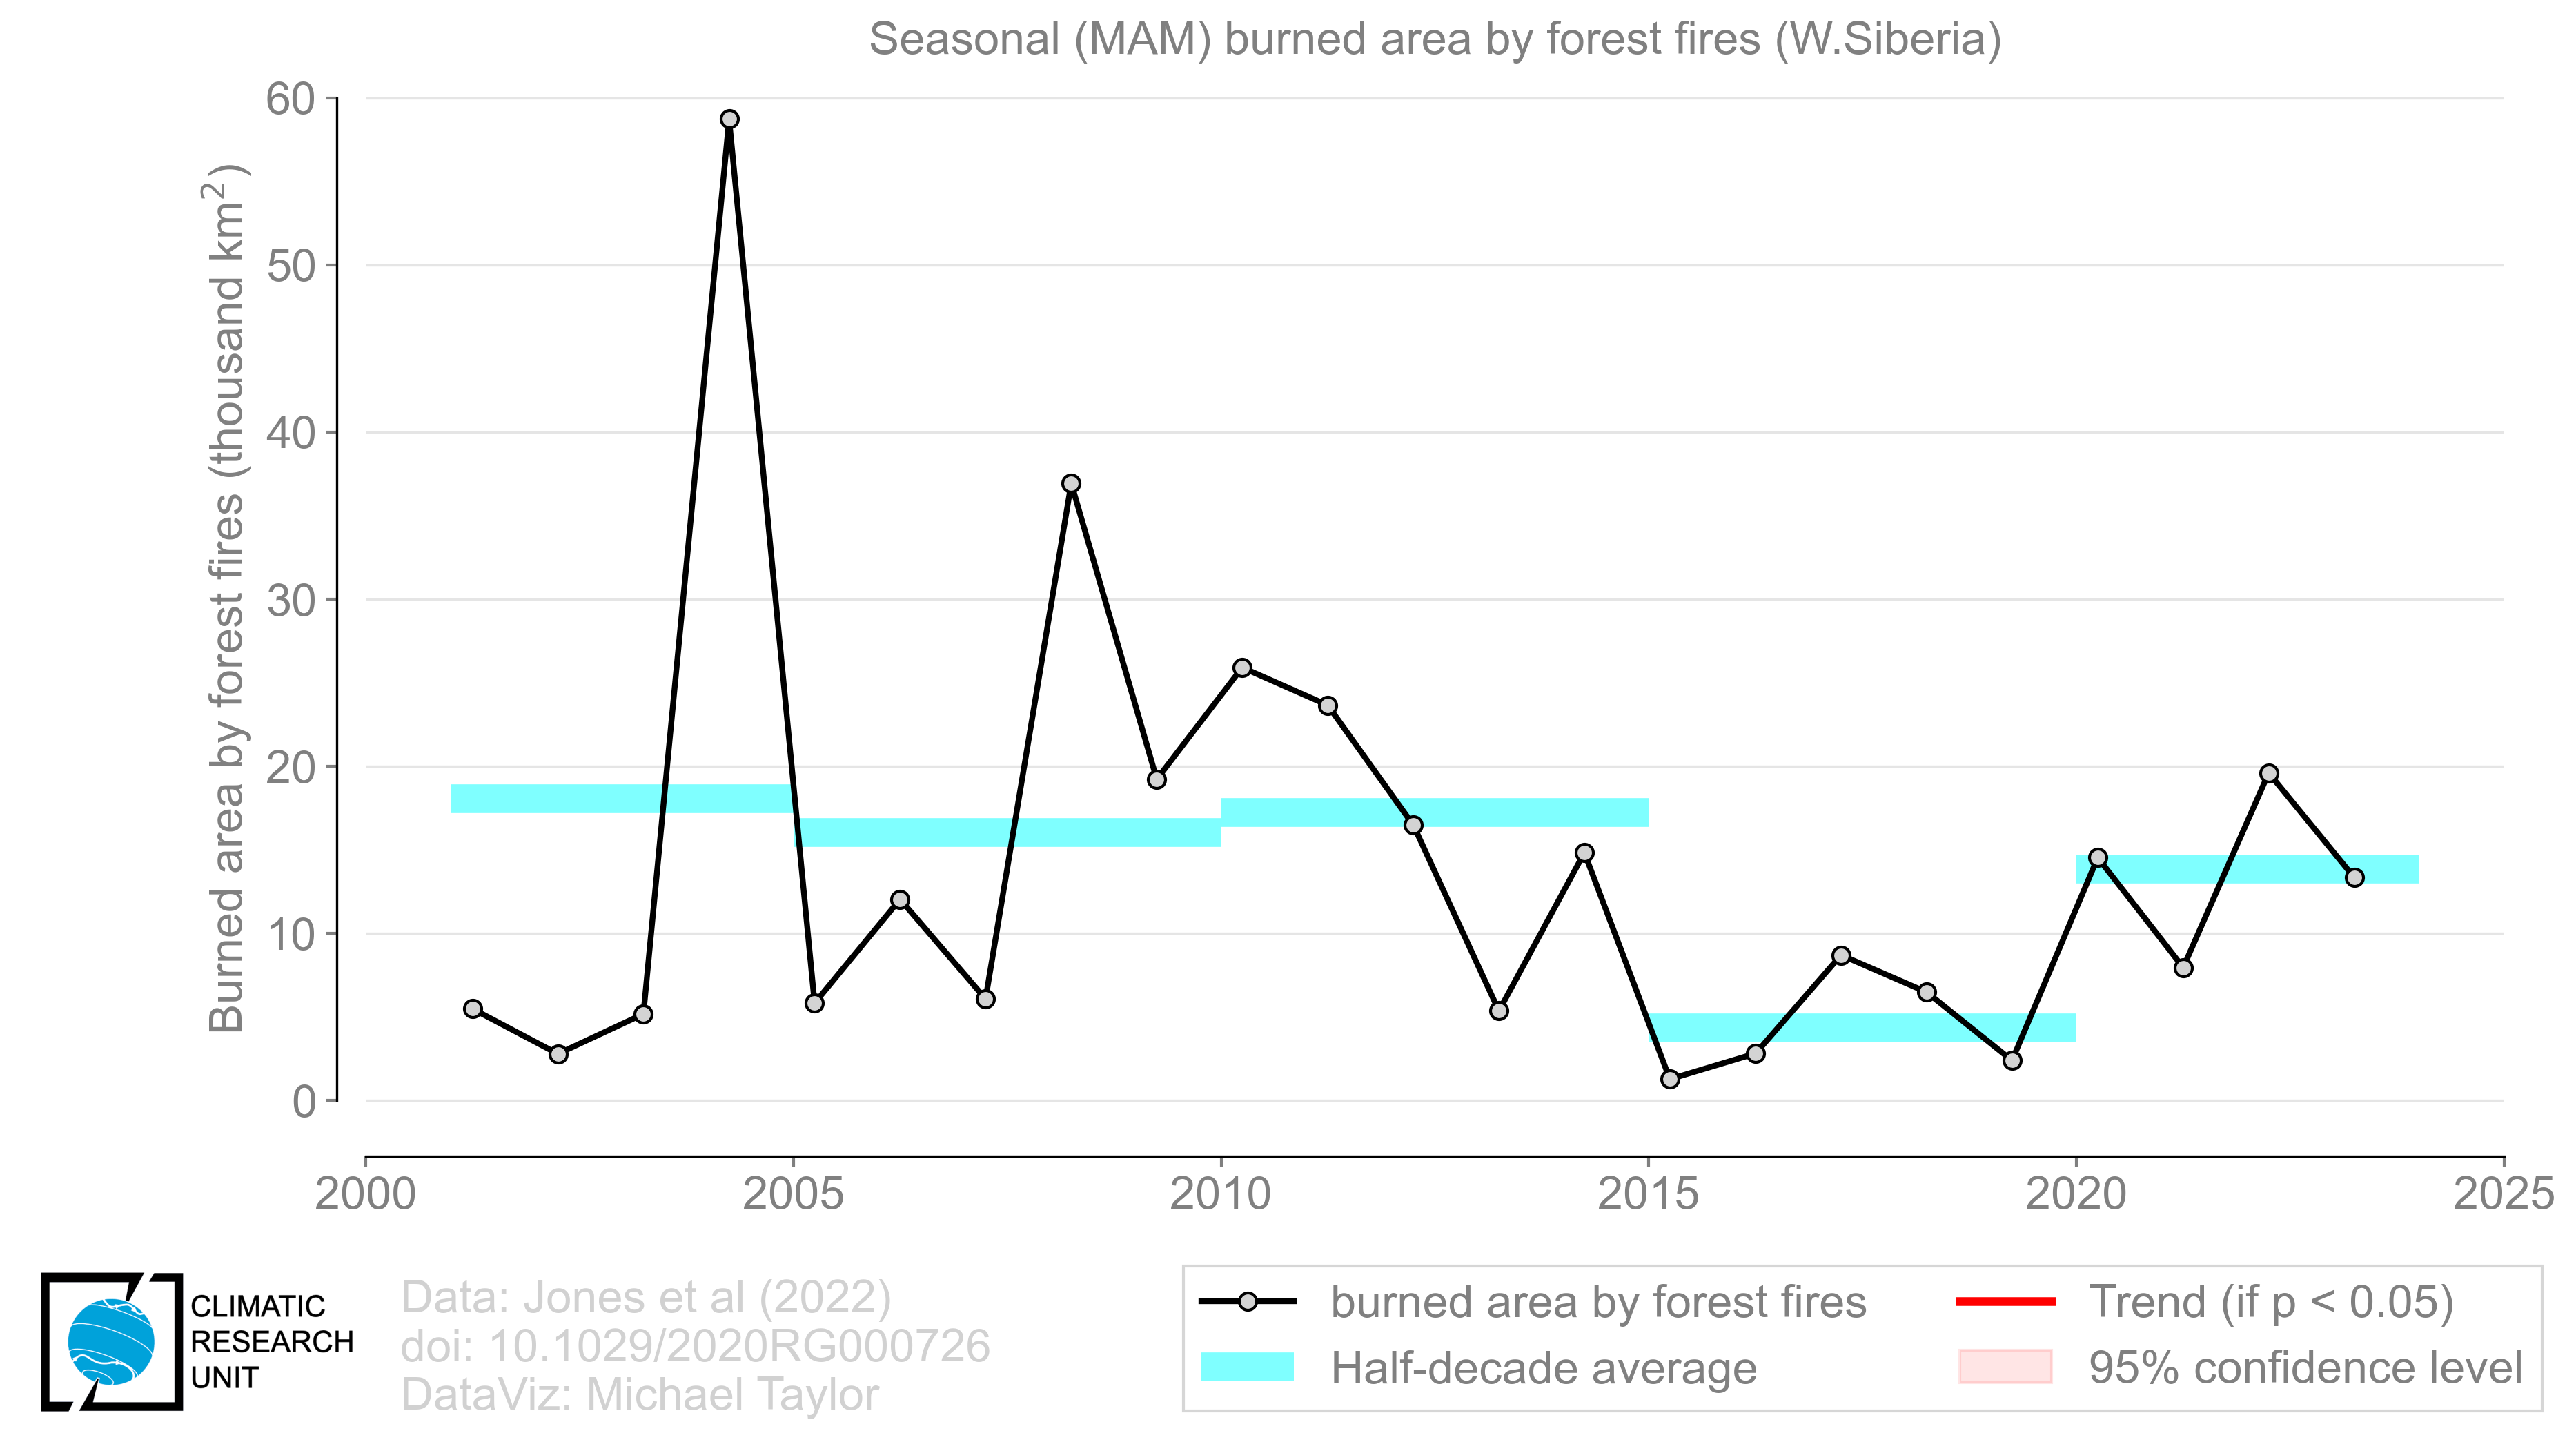 Seasonal (MAM) burned area by forest fires (W.Siberia)
Burned area by forest fires (thousand km²)
60
50
40
30
20
10
0
2000 2005 2010 2015 2020 2025
CLIMATIC
RESEARCH
UNIT
Data: Jones et al (2022)
doi: 10.1029/2020RG000726
DataViz: Michael Taylor
burned area by forest fires
Half-decade average
Trend (if p < 0.05)
95% confidence level